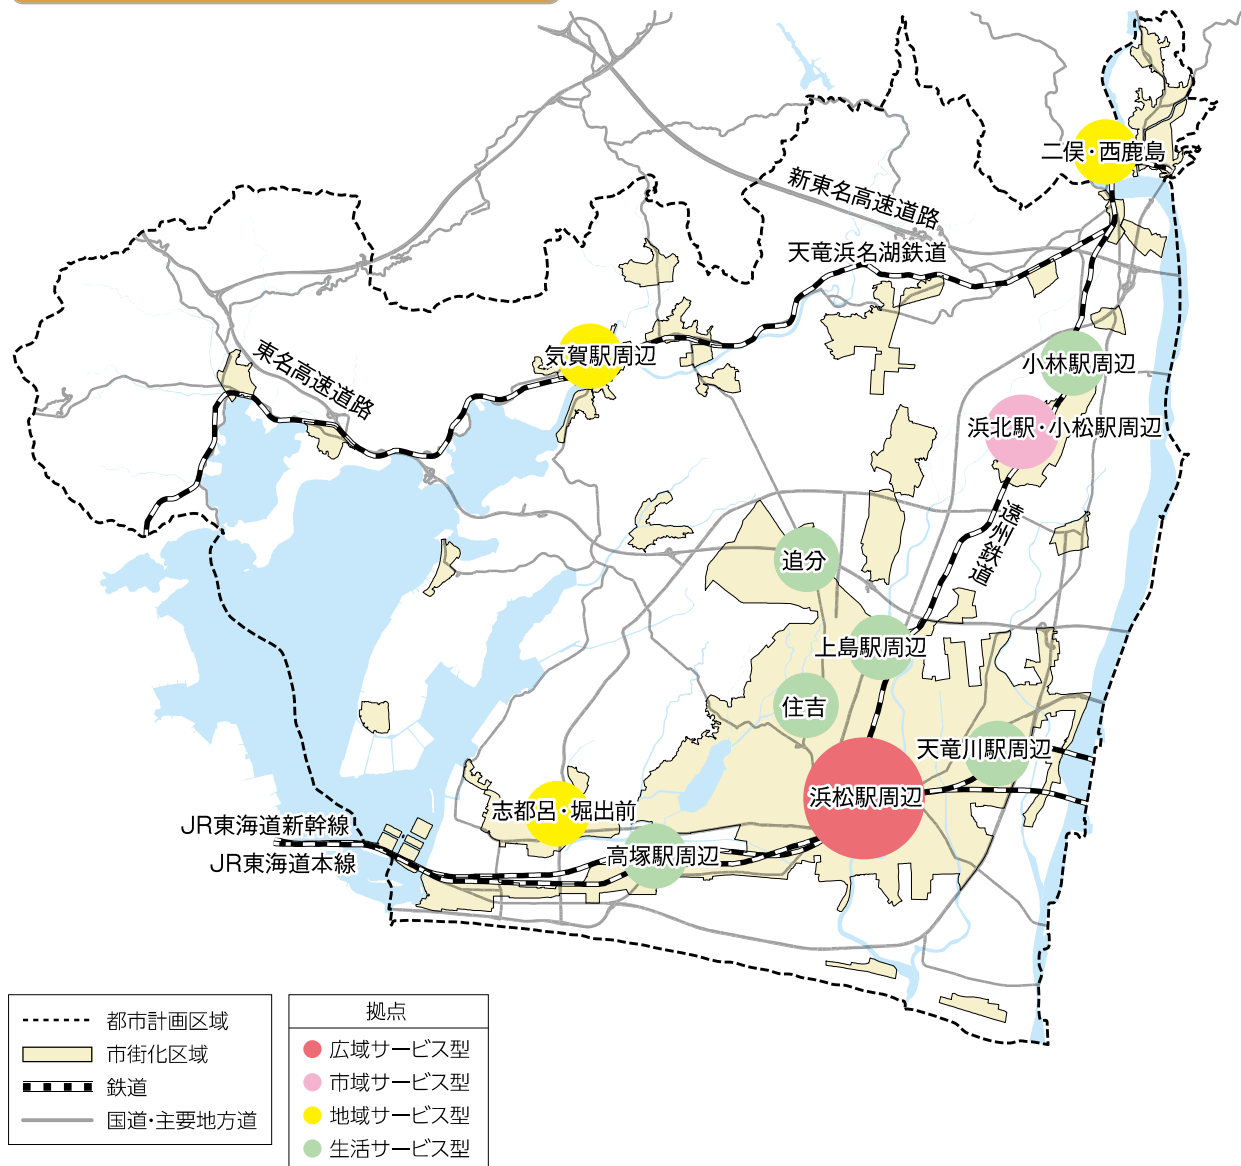 二俣・西鹿島
新東名高速道路
天竜浜名湖鉄道
気賀駅周辺
東名高速道路
小林駅周辺
浜北駅・小松駅周辺
遠州鉄道
追分
上島駅周辺
住吉
天竜川駅周辺
浜松駅周辺
志都呂・堀出前
高塚駅周辺
JR東海道新幹線
JR東海道本線
都市計画区域
市街化区域
鉄道
国道・主要地方道
拠点
広域サービス型
市域サービス型
地域サービス型
生活サービス型